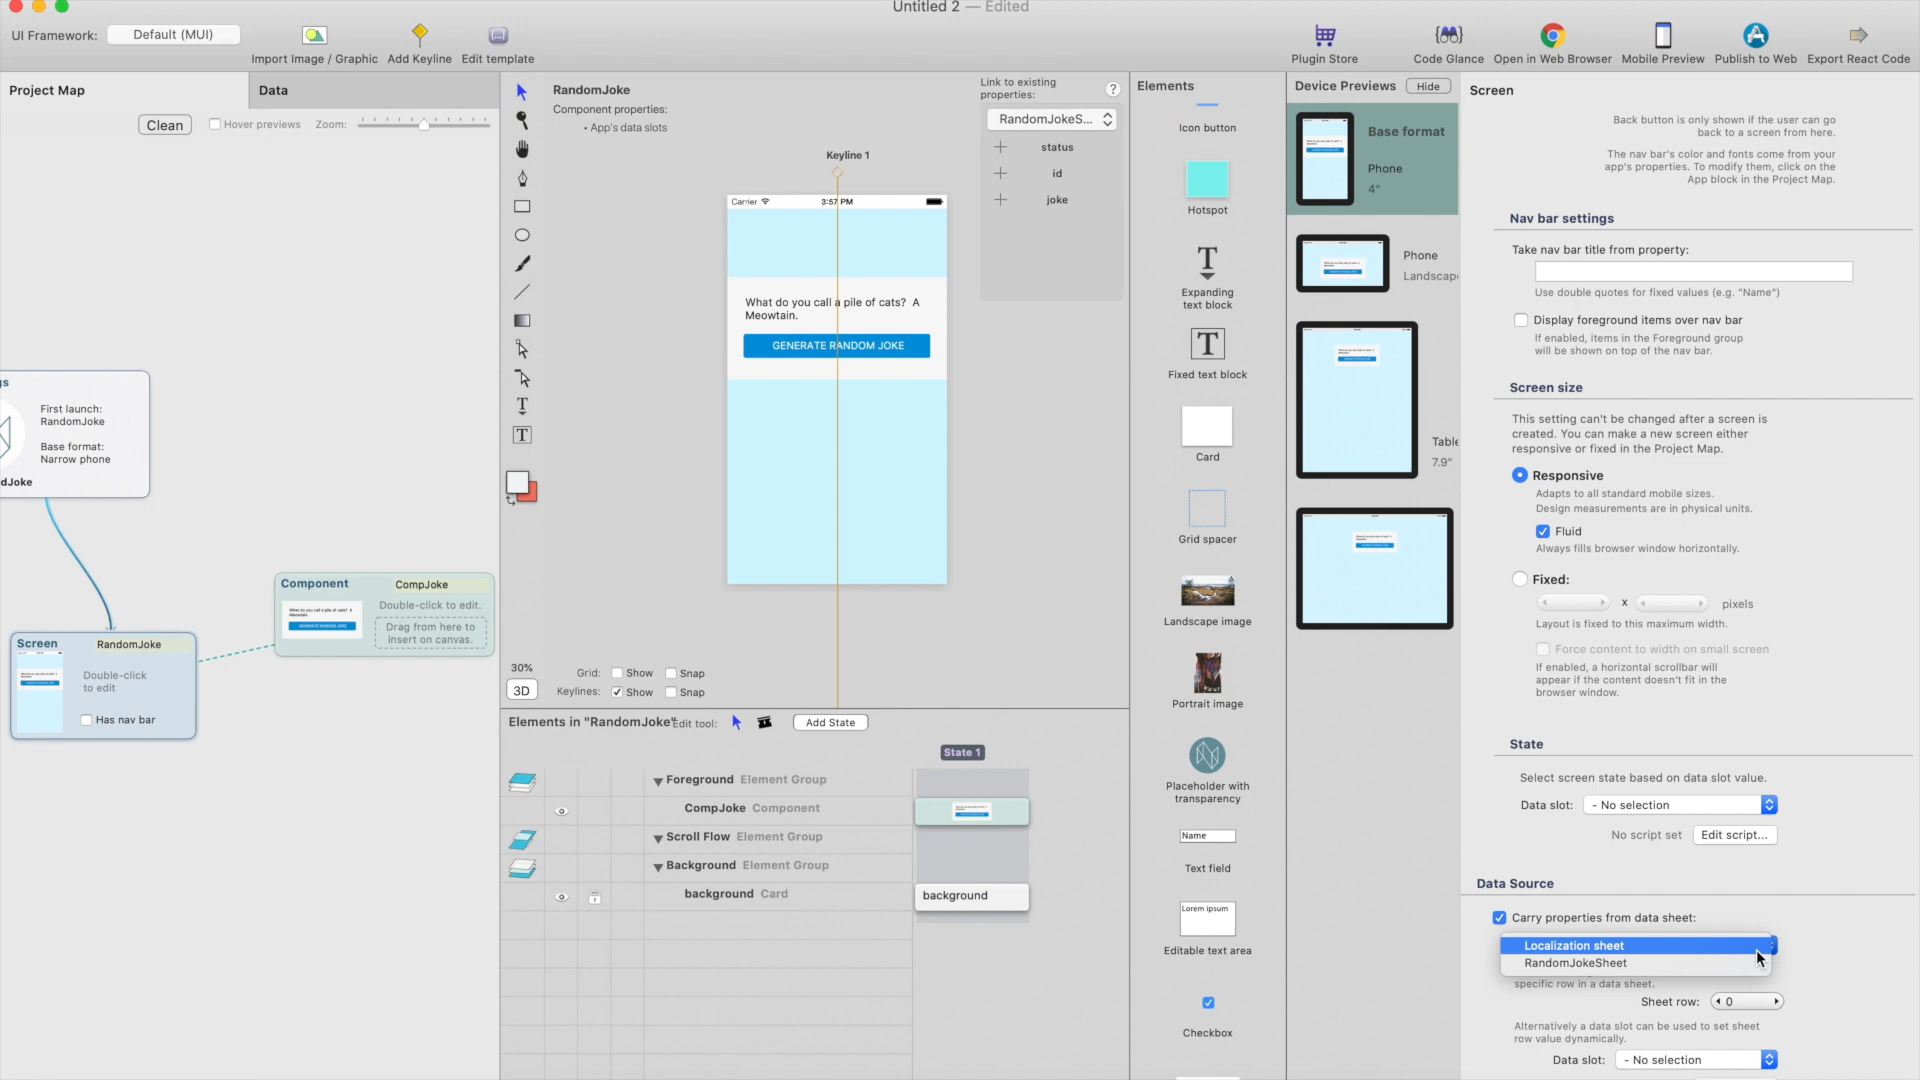 Untitled 2 — Edited
UI Framework:
Default (MUI)
Import Image / Graphic
Add Keyline
Edit template
Plugin Store
Code Glance
Open in Web Browser
Mobile Preview
Publish to Web
Export React Code
Project Map
Data
Clean
Hover previews
Zoom:
gs
First launch:
RandomJoke
Base format:
Narrow phone
dJoke
Component
CompJoke
What do you call a pile of cats? A
Meowtain.
GENERATE RANDOM JOKE
Double-click to edit.
Drag from here to
insert on canvas.
Screen
RandomJoke
Double-click
to edit
Has nav bar
RandomJoke
Component properties:
• App's data slots
Link to existing
properties:
?
RandomJokeS...
status
id
joke
Keyline 1
Carrier
3:57 PM
What do you call a pile of cats? A
Meowtain.
GENERATE RANDOM JOKE
30%
3D
Grid:
Show
Snap
Keylines:
Show
Snap
Elements in "RandomJoke"
Edit tool:
Add State
State 1
Foreground Element Group
CompJoke Component
Scroll Flow Element Group
Background Element Group
background Card
background
Elements
Icon button
Hotspot
Expanding
text block
Fixed text block
Card
Grid spacer
Landscape image
Portrait image
Placeholder with
transparency
Name
Text field
Lorem ipsum
Editable text area
Checkbox
Device Previews
Hide
Base format
Phone
4"
Phone
Landscape
Table
7.9"
Screen
Back button is only shown if the user can go
back to a screen from here.
The nav bar's color and fonts come from your
app's properties. To modify them, click on the
App block in the Project Map.
Nav bar settings
Take nav bar title from property:
Use double quotes for fixed values (e.g. "Name")
Display foreground items over nav bar
If enabled, items in the Foreground group
will be shown on top of the nav bar.
Screen size
This setting can't be changed after a screen is
created. You can make a new screen either
responsive or fixed in the Project Map.
Responsive
Adapts to all standard mobile sizes.
Design measurements are in physical units.
Fluid
Always fills browser window horizontally.
Fixed:
x
pixels
Layout is fixed to this maximum width.
Force content to width on small screen
If enabled, a horizontal scrollbar will
appear if the content doesn't fit in the
browser window.
State
Select screen state based on data slot value.
Data slot:
- No selection
No script set
Edit script...
Data Source
Carry properties from data sheet:
Localization sheet
RandomJokeSheet
specific row in a data sheet.
Sheet row:
0
Alternatively a data slot can be used to set sheet
row value dynamically.
Data slot:
- No selection